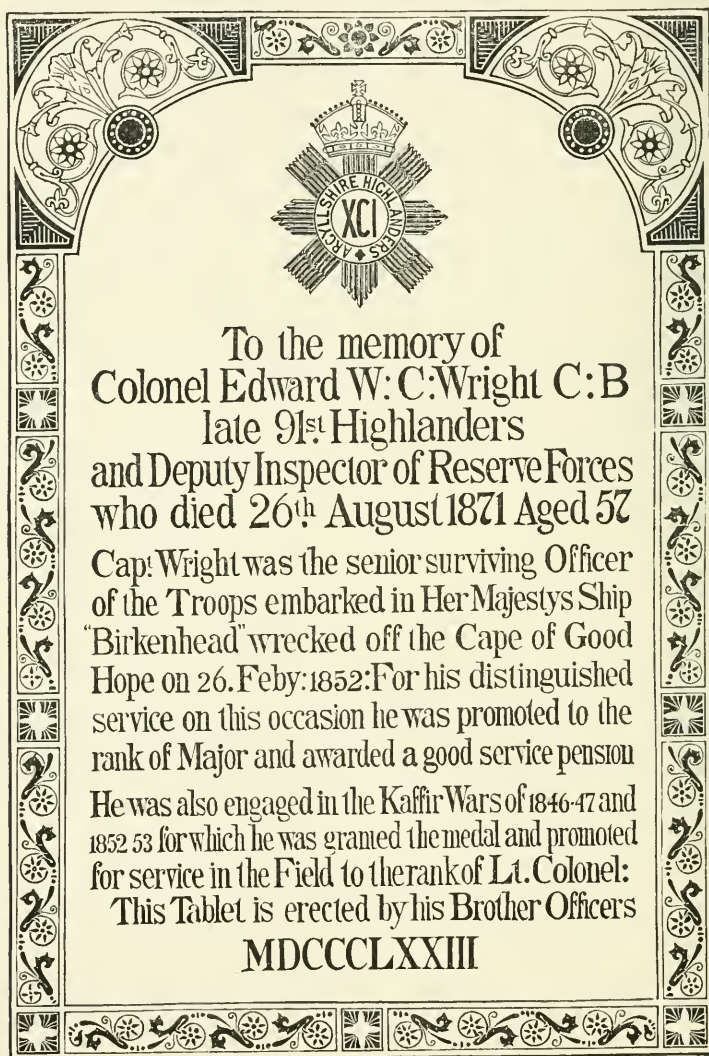 ARGYLLSHIRE HIGHLANDERS
XCI
To the memory of
Colonel Edward W: C: Wright C:B
late 91st Highlanders
and Deputy Inspector of Reserve Forces
who died 26th August 1871 Aged 57
Capt. Wright was the senior surviving Officer
of the Troops embarked in Her Majestys Ship
"Birkenhead" wrecked off the Cape of Good
Hope on 26. Feby: 1852: For his distinguished
service on this occasion he was promoted to the
rank of Major and awarded a good service pension
He was also engaged in the Kaffir Wars of 1846-47 and
1852 53 for which he was granted the medal and promoted
for service in the Field to the rank of Lt. Colonel:
This Tablet is erected by his Brother Officers
MDCCCLXXIII